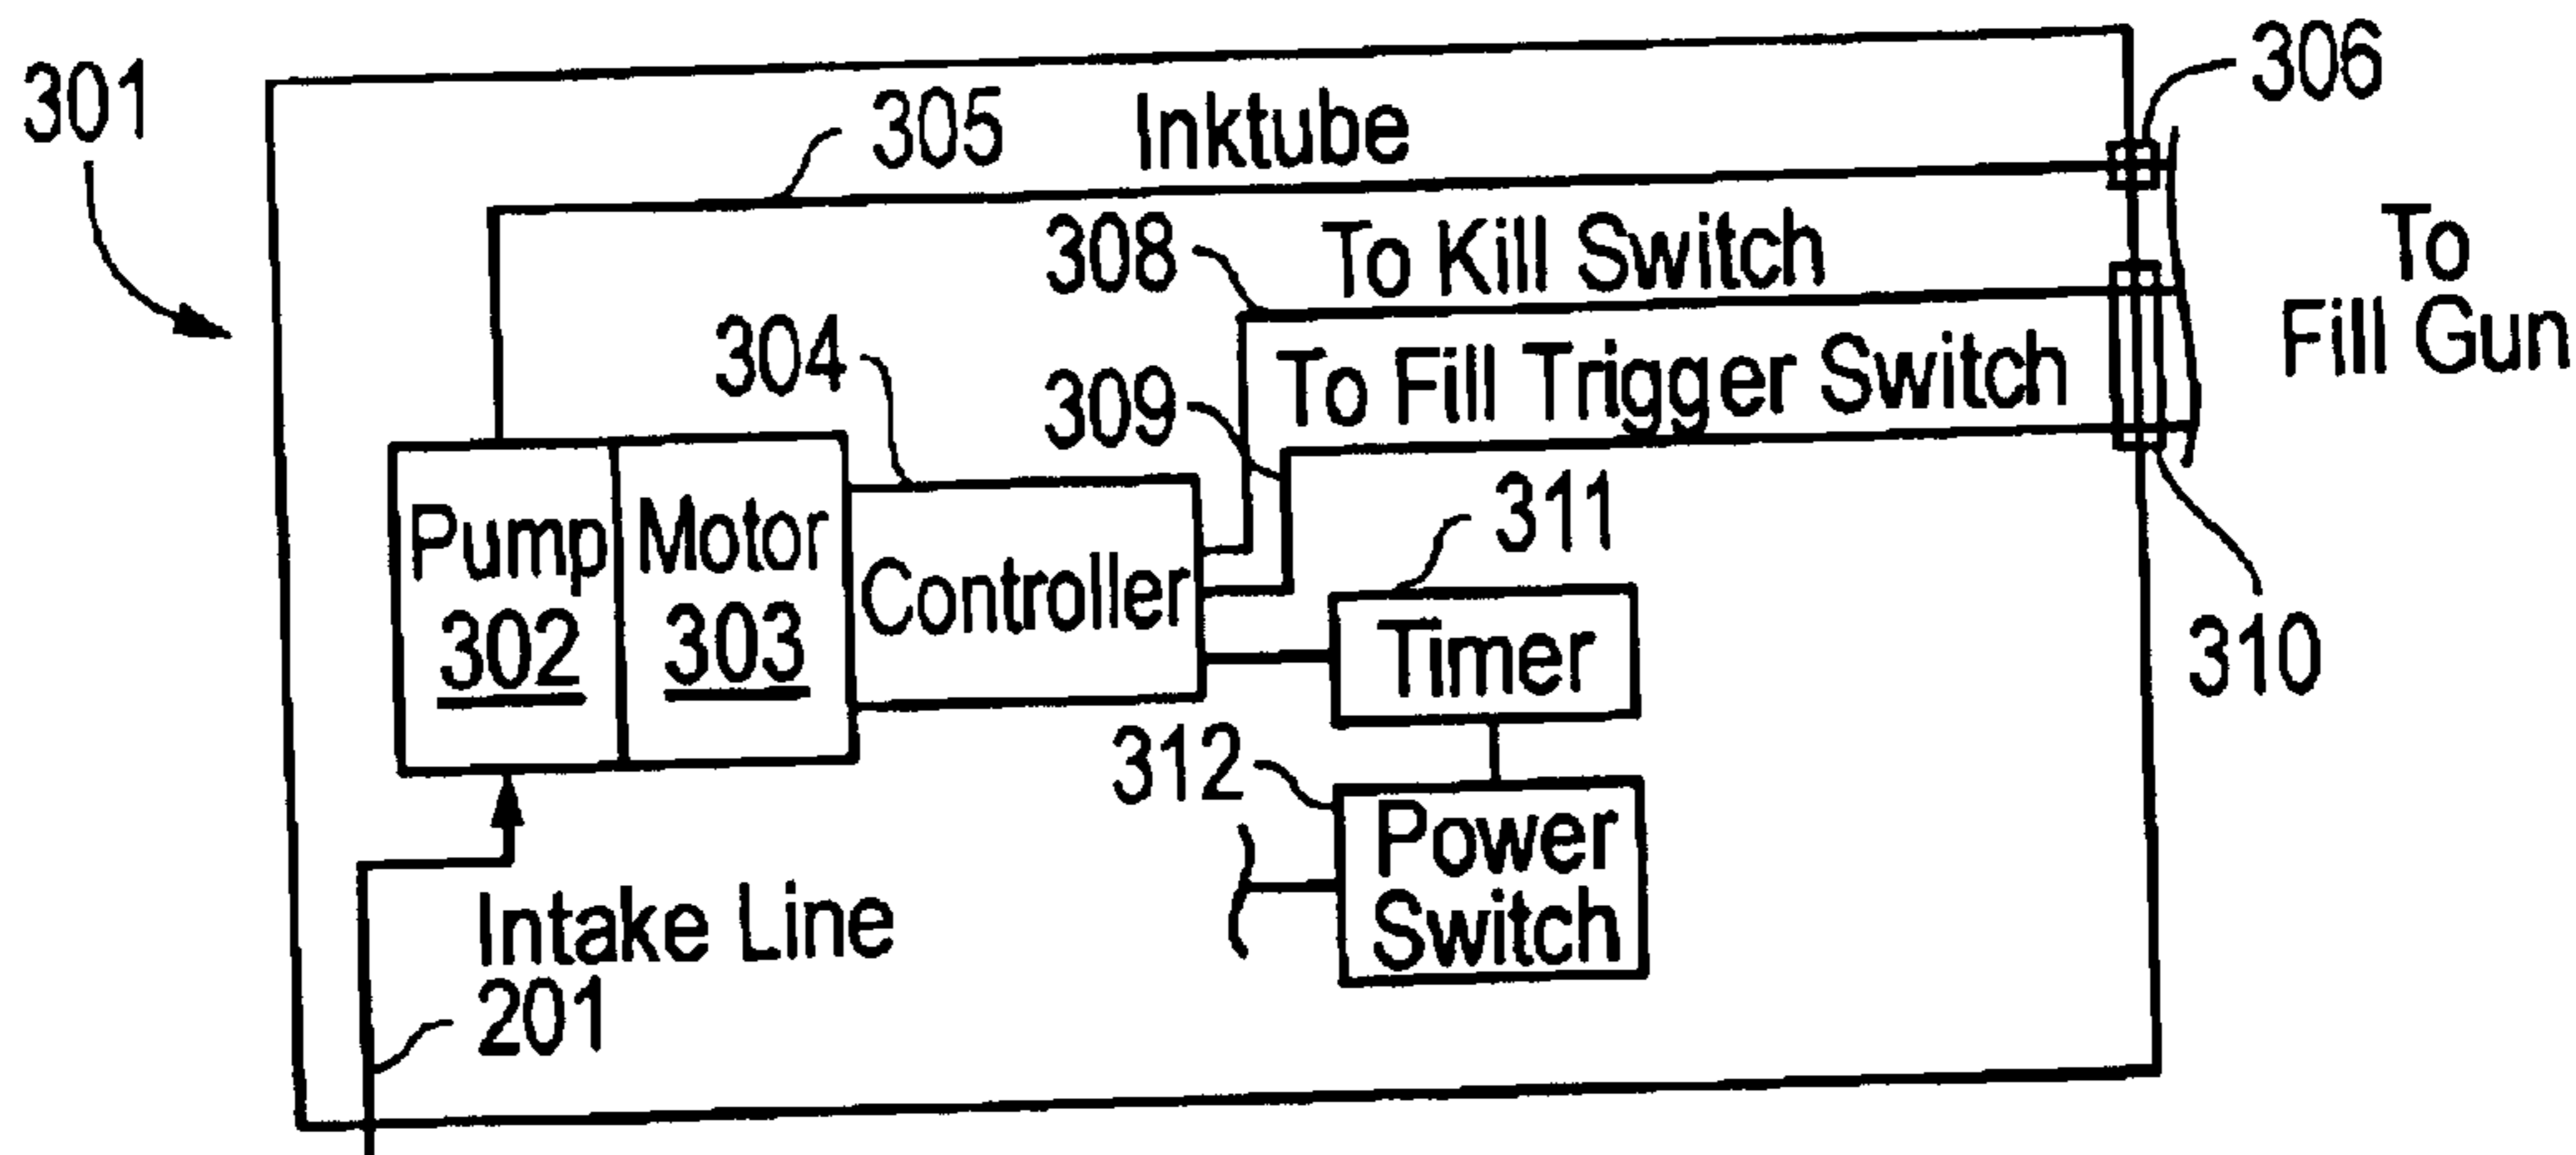 301
305 Inktube
306
308 To Kill Switch
To
Fill Gun
304
309 To Fill Trigger Switch
Pump
302
Motor
303
Controller
311
Timer
310
312
Power
Switch
Intake Line
201